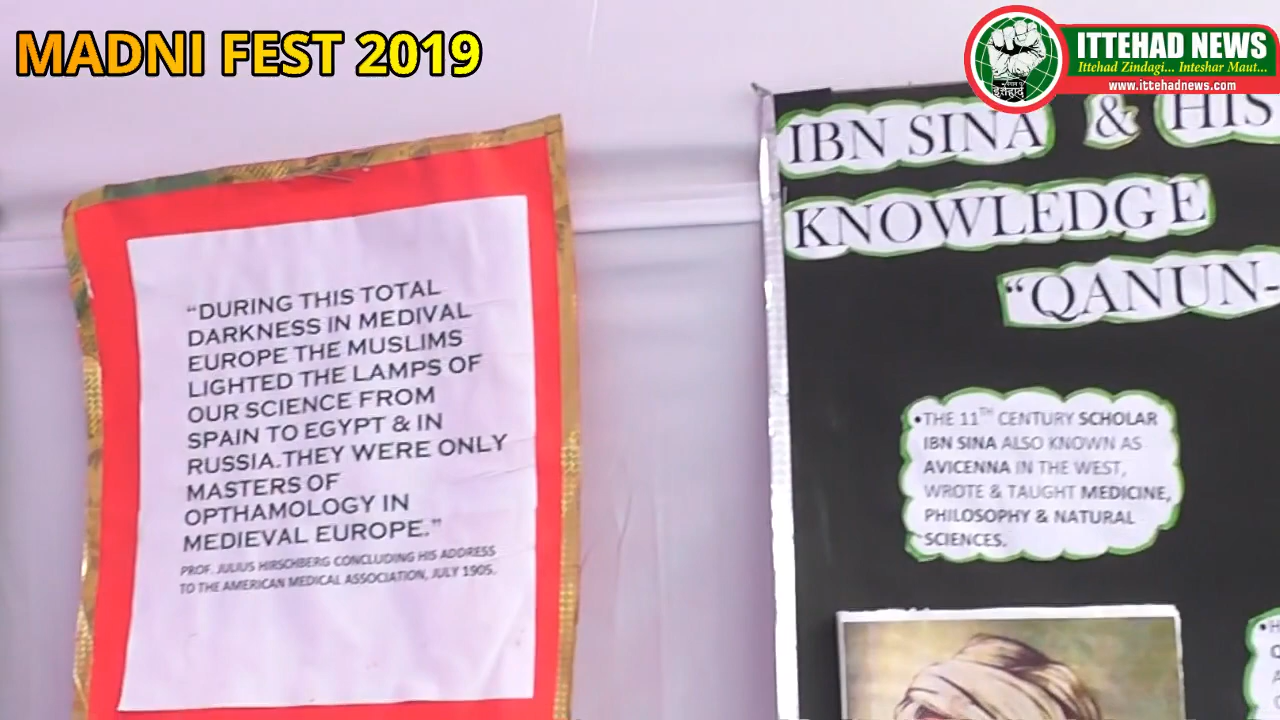 MADNI FEST 2019
ITTEHAD NEWS
Ittehad Zindagi... Inteshar Maut...
www.ittehadnews.com
इत्तेहाद
"DURING THIS TOTAL
DARKNESS IN MEDIVAL
EUROPE THE MUSLIMS
LIGHTED THE LAMPS OF
OUR SCIENCE FROM
SPAIN TO EGYPT & IN
RUSSIA.THEY WERE ONLY
MASTERS OF
OPTHAMOLOGY IN
MEDIEVAL EUROPE."
PROF. JULIUS HIRSCHBERG CONCLUDING HIS ADDRESS
TO THE AMERICAN MEDICAL ASSOCIATION, JULY 1905.
IBN SINA & HIS
KNOWLEDGE
"QANUN-
•THE 11TH CENTURY SCHOLAR
IBN SINA ALSO KNOWN AS
AVICENNA IN THE WEST,
WROTE & TAUGHT MEDICINE,
PHILOSOPHY & NATURAL
SCIENCES.